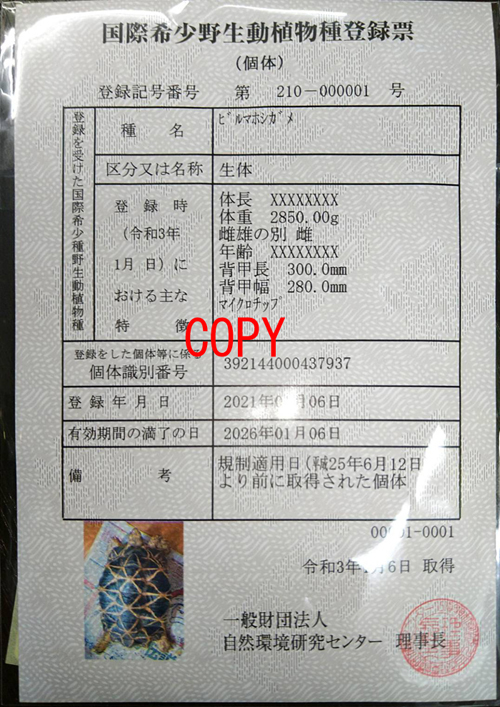 国際希少野生動植物種登録票
(個体)
登録記号番号 第 210-000001 号
登録を受けた国際希少種野生動植物種
種名 ﾋﾞﾙﾏﾎｼｶﾞﾒ
区分又は名称 生体
登録時
(令和3年
1月 日)に
おける主な
特徴
体長 XXXXXXXX
体重 2850.00g
雌雄の別 雌
年齢 XXXXXXXX
背甲長 300.0mm
背甲幅 280.0mm
ﾏｲｸﾛﾁｯﾌﾟ
COPY
登録をした個体等に係る
個体識別番号 392144000437937
登録年月日 2021年 月06日
有効期間の満了の日 2026年01月06日
備考
規制適用日( 25年6月12日
より前に取得された個体
-0001
令和3年 月6日 取得
一般財団法人
自然環境研究センター 理事長